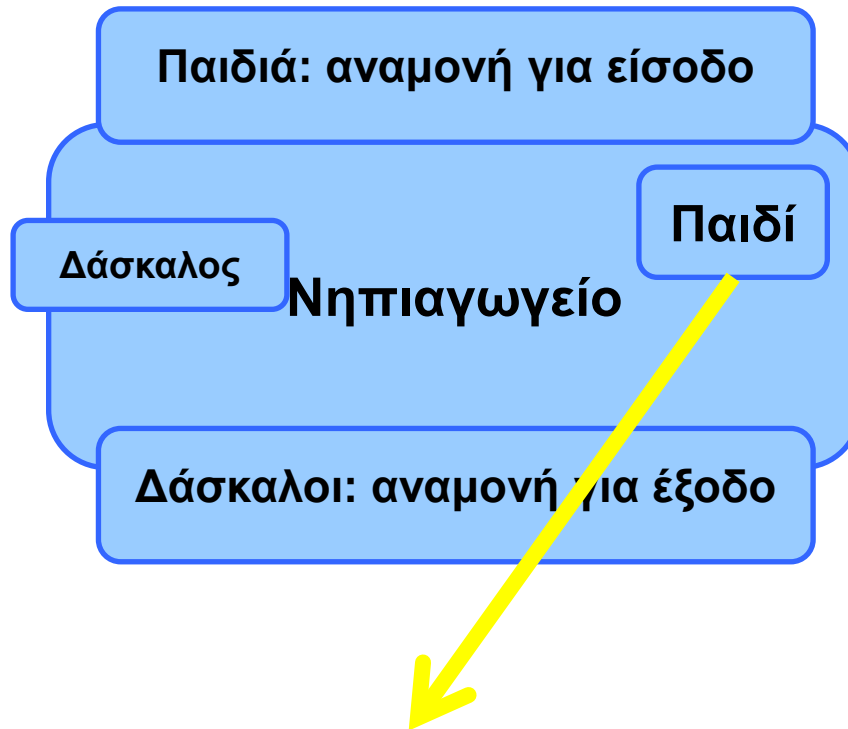 Παιδιά: αναμονή για είσοδο
Παιδί
Δάσκαλος
Νηπιαγωγείο
Δάσκαλοι: αναμονή για έξοδο